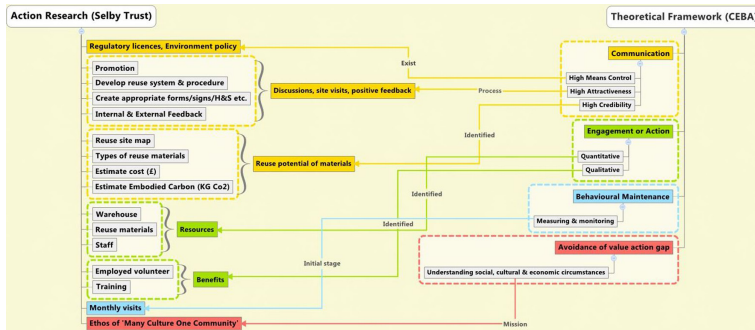 Action Research (Selby Trust)
Theoretical Framework (CEBA)
Regulatory licences, Environment policy
Communication
Exist
Promotion
Develop reuse system & procedure
Create appropriate forms/signs/H&S etc.
Internal & External Feedback
Discussions, site visits, positive feedback
Process
High Means Control
High Attractiveness
High Credibility
Identified
Engagement or Action
Reuse site map
Types of reuse materials
Estimate cost (£)
Estimate Embodied Carbon (KG Co2)
Reuse potential of materials
Quantitative
Qualitative
Identified
Behavioural Maintenance
Warehouse
Reuse materials
Staff
Resources
Identified
Measuring & monitoring
Avoidance of value action gap
Initial stage
Employed volunteer
Training
Benefits
Understanding social, cultural & economic circumstances
Monthly visits
Ethos of 'Many Culture One Community'
Mission